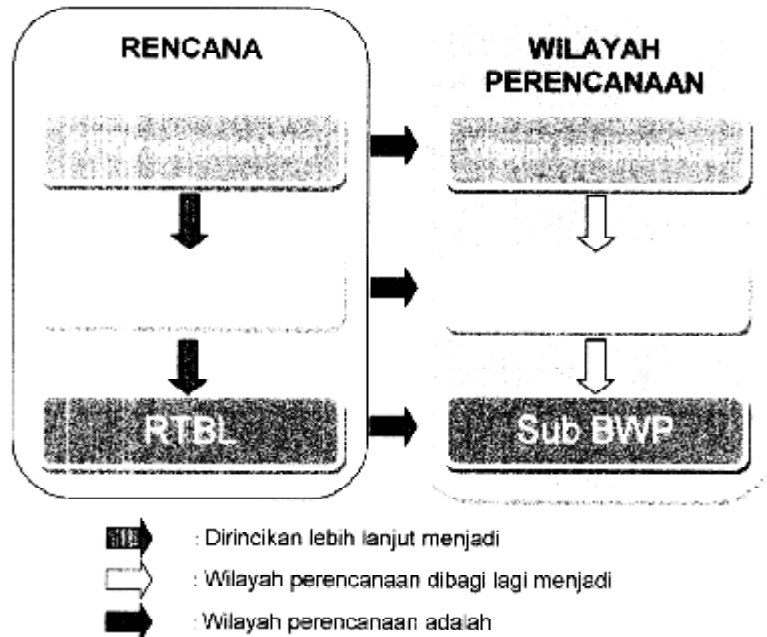 RENCANA
WILAYAH
PERENCANAAN
RTBL
Sub BWP
: Dirincikan lebih lanjut menjadi
: Wilayah perencanaan dibagi lagi menjadi
: Wilayah perencanaan adalah